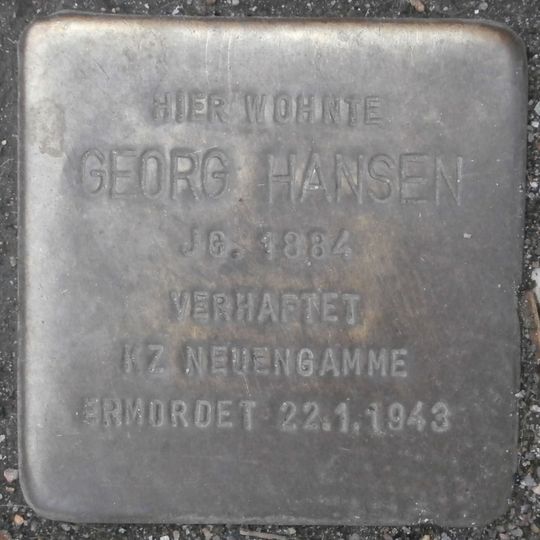 HIER WOHNTE
GEORG HANSEN
JG. 1884
VERHAFTET
KZ NEUENGAMME
ERMORDET 22.1.1943